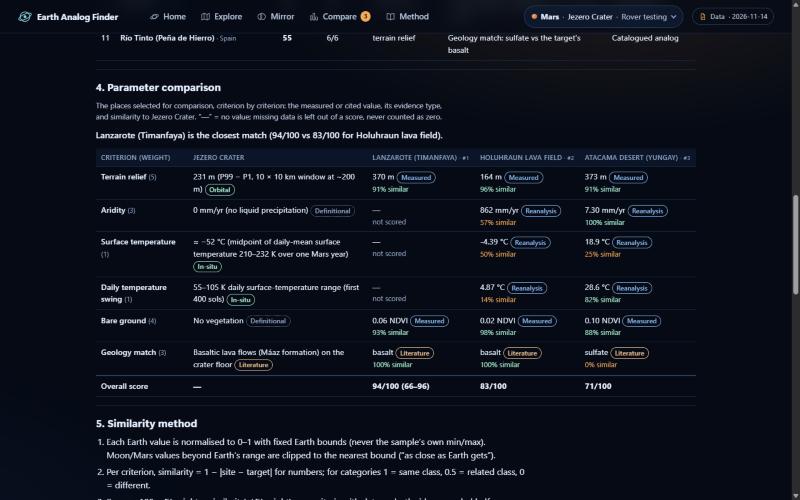 Earth Analog Finder
Home
Explore
Mirror
Compare 3
Method
Mars · Jezero Crater · Rover testing
Data · 2026-11-14
11 Río Tinto (Peña de Hierro) · Spain 55 6/6 terrain relief Geology match: sulfate vs the target's Catalogued analog
basalt
4. Parameter comparison
The places selected for comparison, criterion by criterion: the measured or cited value, its evidence type,
and similarity to Jezero Crater. "—" = no value; missing data is left out of a score, never counted as zero.
Lanzarote (Timanfaya) is the closest match (94/100 vs 83/100 for Holuhraun lava field).
CRITERION (WEIGHT) JEZERO CRATER LANZAROTE (TIMANFAYA) · #1 HOLUHRAUN LAVA FIELD · #2 ATACAMA DESERT (YUNGAY) · #3
Terrain relief (5) 231 m (P99 − P1, 10 × 10 km window at ~200 370 m Measured 164 m Measured 373 m Measured
m) Orbital 91% similar 96% similar 91% similar
Aridity (3) 0 mm/yr (no liquid precipitation) Definitional — 862 mm/yr Reanalysis 7.30 mm/yr Reanalysis
not scored 57% similar 100% similar
Surface temperature ≈ −52 °C (midpoint of daily-mean surface — -4.39 °C Reanalysis 18.9 °C Reanalysis
(1) temperature 210–232 K over one Mars year) not scored 50% similar 25% similar
In-situ
Daily temperature 55–105 K daily surface-temperature range (first — 4.87 °C Reanalysis 28.6 °C Reanalysis
swing (1) 400 sols) In-situ not scored 14% similar 82% similar
Bare ground (4) No vegetation Definitional 0.06 NDVI Measured 0.02 NDVI Measured 0.10 NDVI Measured
93% similar 98% similar 88% similar
Geology match (3) Basaltic lava flows (Máaz formation) on the basalt Literature basalt Literature sulfate Literature
crater floor Literature 100% similar 100% similar 0% similar
Overall score — 94/100 (66–96) 83/100 71/100
5. Similarity method
1. Each Earth value is normalised to 0–1 with fixed Earth bounds (never the sample's own min/max).
Moon/Mars values beyond Earth's range are clipped to the nearest bound ("as close as Earth gets").
2. Per criterion, similarity = 1 − |site − target| for numbers; for categories 1 = same class, 0.5 = related class, 0
= different.